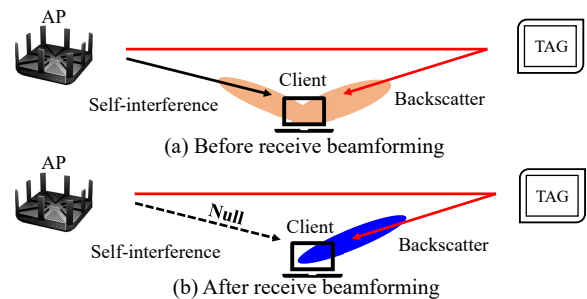 AP
TAG
Client
Self-interference
Backscatter
(a) Before receive beamforming
AP
TAG
Null
Client
Self-interference
Backscatter
(b) After receive beamforming